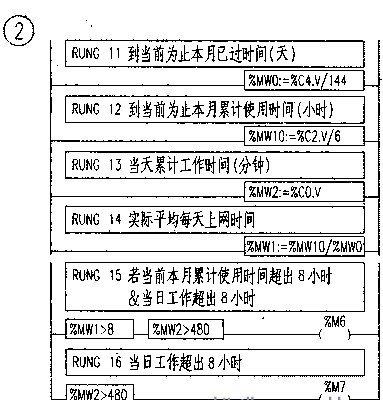 ②
RUNG 11 到当前为止本月已过时间(天)
%MW0:=%C4.V/144
RUNG 12 到当前为止本月累计使用时间(小时)
%MW10:=%C2.V/6
RUNG 13 当天累计工作时间(分钟)
%MW2:=%C0.V
RUNG 14 实际平均每天上网时间
%MW1:=%MW10/%MW0
RUNG 15 若当前本月累计使用时间超出8小时
&当日工作超出8小时
%MW1>8 %MW2>480 %M6
RUNG 16 当日工作超出8小时
%MW2>480 %M7